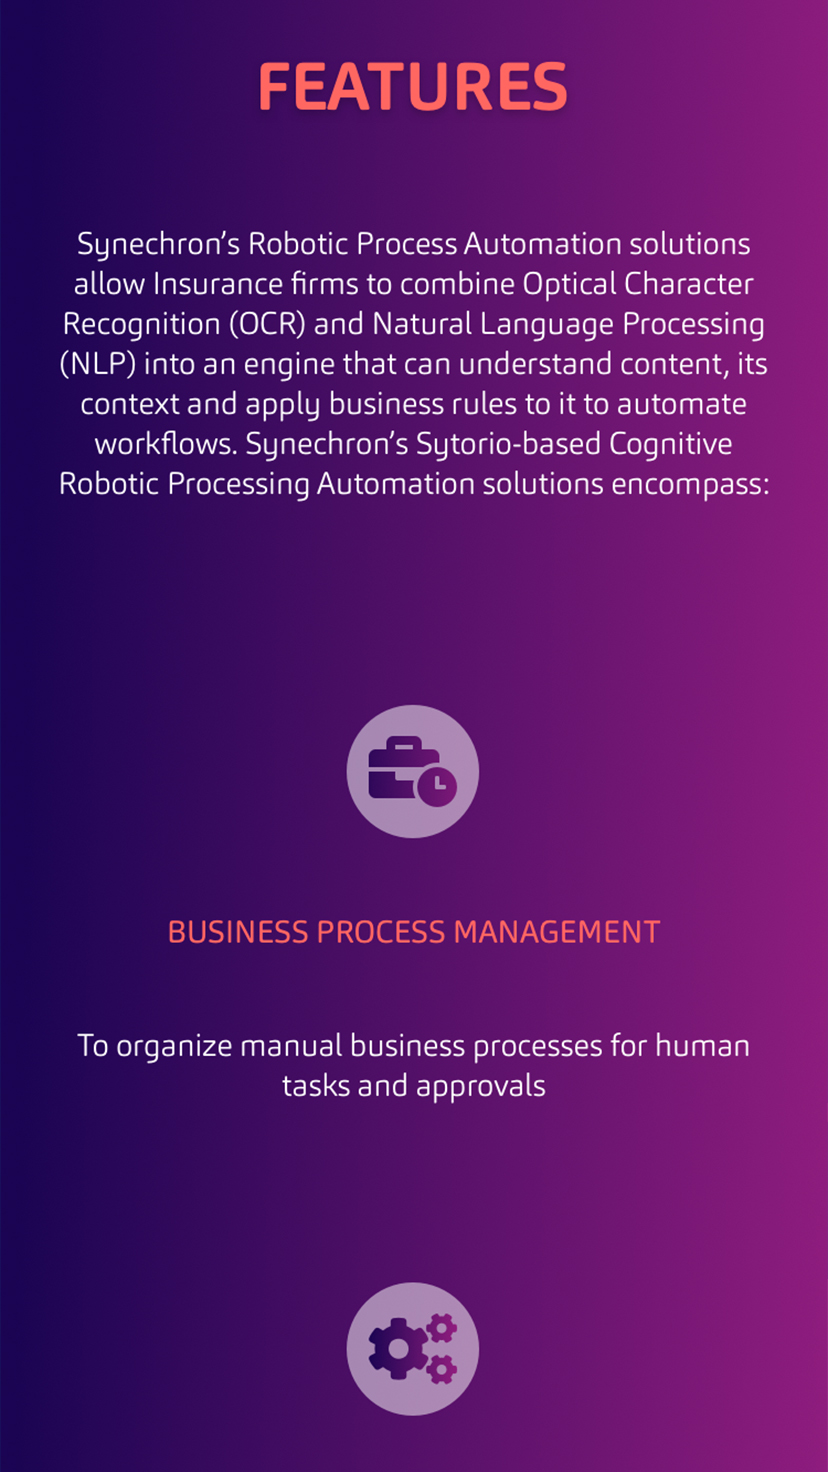 FEATURES
Synechron’s Robotic Process Automation solutions
allow Insurance firms to combine Optical Character
Recognition (OCR) and Natural Language Processing
(NLP) into an engine that can understand content, its
context and apply business rules to it to automate
workflows. Synechron’s Sytorio-based Cognitive
Robotic Processing Automation solutions encompass:
BUSINESS PROCESS MANAGEMENT
To organize manual business processes for human
tasks and approvals